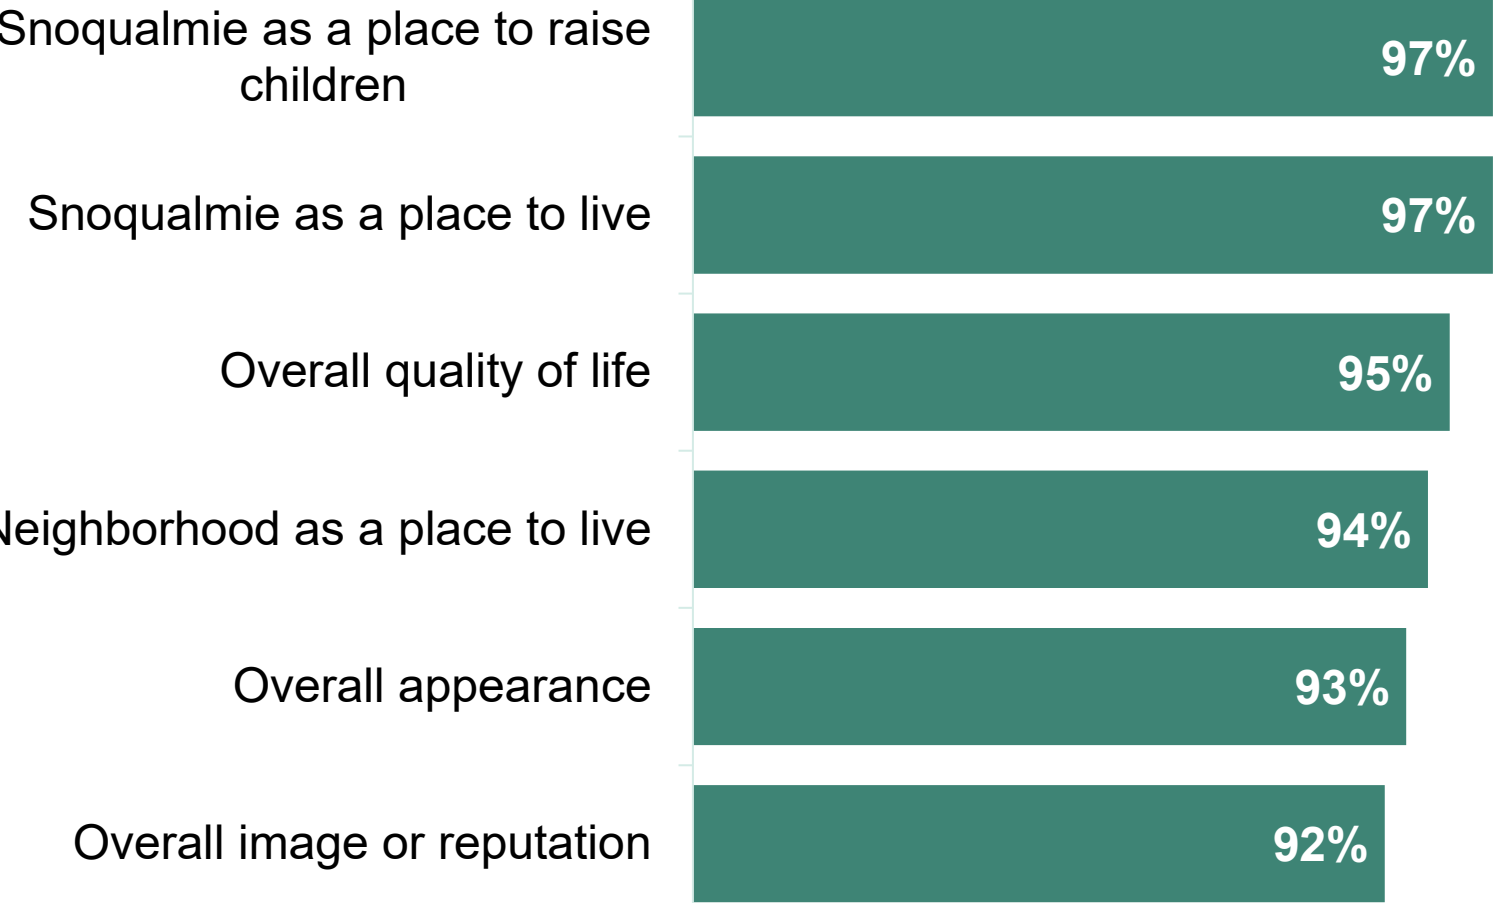 Snoqualmie as a place to raise
children
97%
Snoqualmie as a place to live
97%
Overall quality of life
95%
Neighborhood as a place to live
94%
Overall appearance
93%
Overall image or reputation
92%